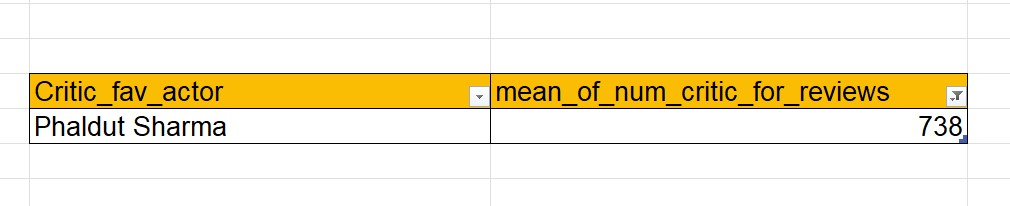 Critic_fav_actor mean_of_num_critic_for_reviews
Phaldut Sharma 738